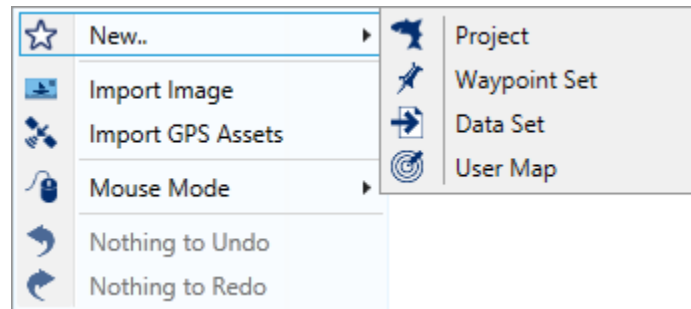 New..
Import Image
Import GPS Assets
Mouse Mode
Nothing to Undo
Nothing to Redo
Project
Waypoint Set
Data Set
User Map